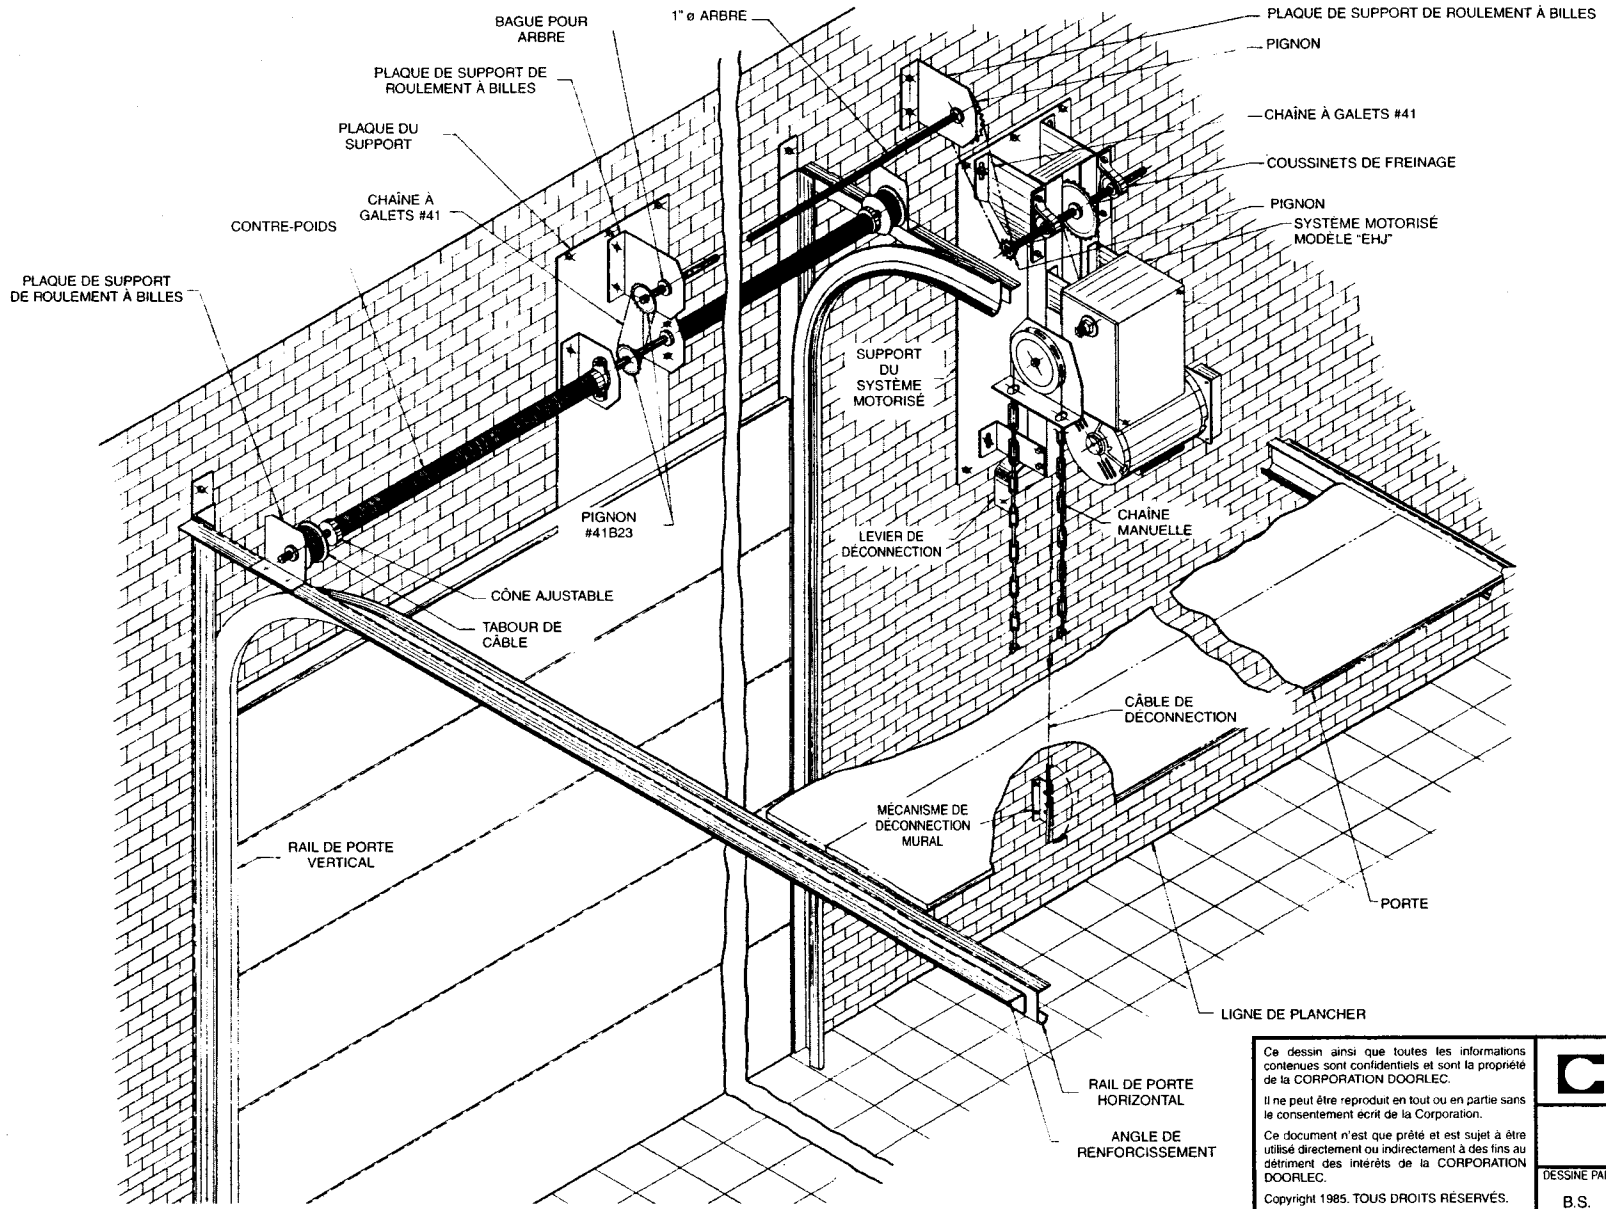 BAGUE POUR
ARBRE
1" ø ARBRE
PLAQUE DE SUPPORT DE ROULEMENT À BILLES
PIGNON
PLAQUE DE SUPPORT DE
ROULEMENT À BILLES
CHAÎNE À GALETS #41
PLAQUE DU
SUPPORT
COUSSINETS DE FREINAGE
CHAÎNE À
GALETS #41
PIGNON
CONTRE-POIDS
SYSTÈME MOTORISÉ
MODÈLE "EHJ"
PLAQUE DE SUPPORT
DE ROULEMENT À BILLES
SUPPORT
DU
SYSTÈME
MOTORISÉ
PIGNON
#41B23
CHAÎNE
MANUELLE
LEVIER DE
DÉCONNECTION
CÔNE AJUSTABLE
TABOUR DE
CÂBLE
CÂBLE DE
DÉCONNECTION
MÉCANISME DE
DÉCONNECTION
MURAL
RAIL DE PORTE
VERTICAL
PORTE
LIGNE DE PLANCHER
RAIL DE PORTE
HORIZONTAL
ANGLE DE
RENFORCISSEMENT
Ce dessin ainsi que toutes les informations
contenues sont confidentiels et sont la propriété
de la CORPORATION DOORLEC.
Il ne peut être reproduit en tout ou en partie sans
le consentement écrit de la Corporation.
Ce document n'est que prêté et est sujet à être
utilisé directement ou indirectement à des fins au
détriment des intérêts de la CORPORATION
DOORLEC.
Copyright 1985. TOUS DROITS RÉSERVÉS.
DESSINÉ PAR
B.S.